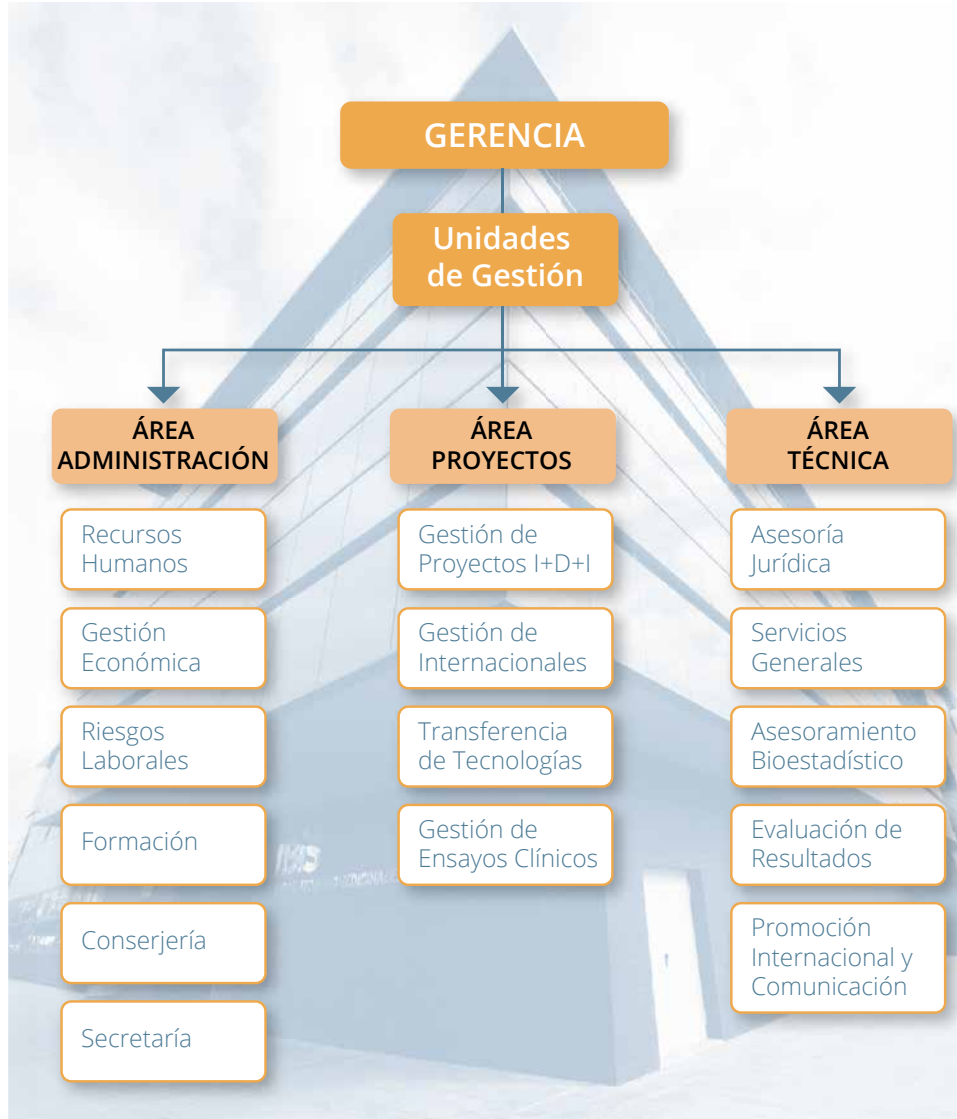 GERENCIA
Unidades
de Gestión
ÁREA
ADMINISTRACIÓN
Recursos
Humanos
Gestión
Económica
Riesgos
Laborales
Formación
Conserjería
Secretaría
ÁREA
PROYECTOS
Gestión de
Proyectos I+D+I
Gestión de
Internacionales
Transferencia
de Tecnologías
Gestión de
Ensayos Clínicos
ÁREA
TÉCNICA
Asesoría
Jurídica
Servicios
Generales
Asesoramiento
Bioestadístico
Evaluación de
Resultados
Promoción
Internacional y
Comunicación